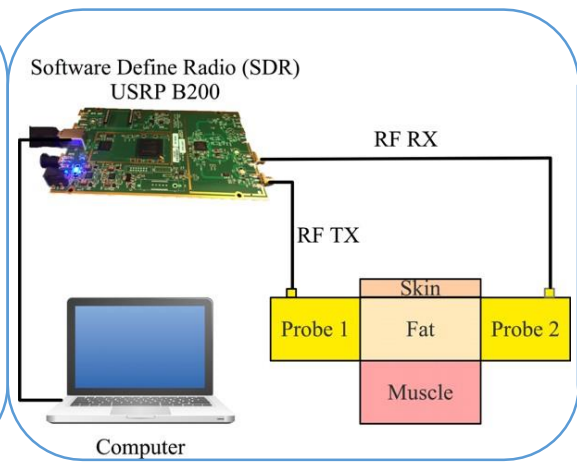 Software Define Radio (SDR)
USRP B200
RF RX
RF TX
Skin
Probe 1
Fat
Probe 2
Muscle
Computer